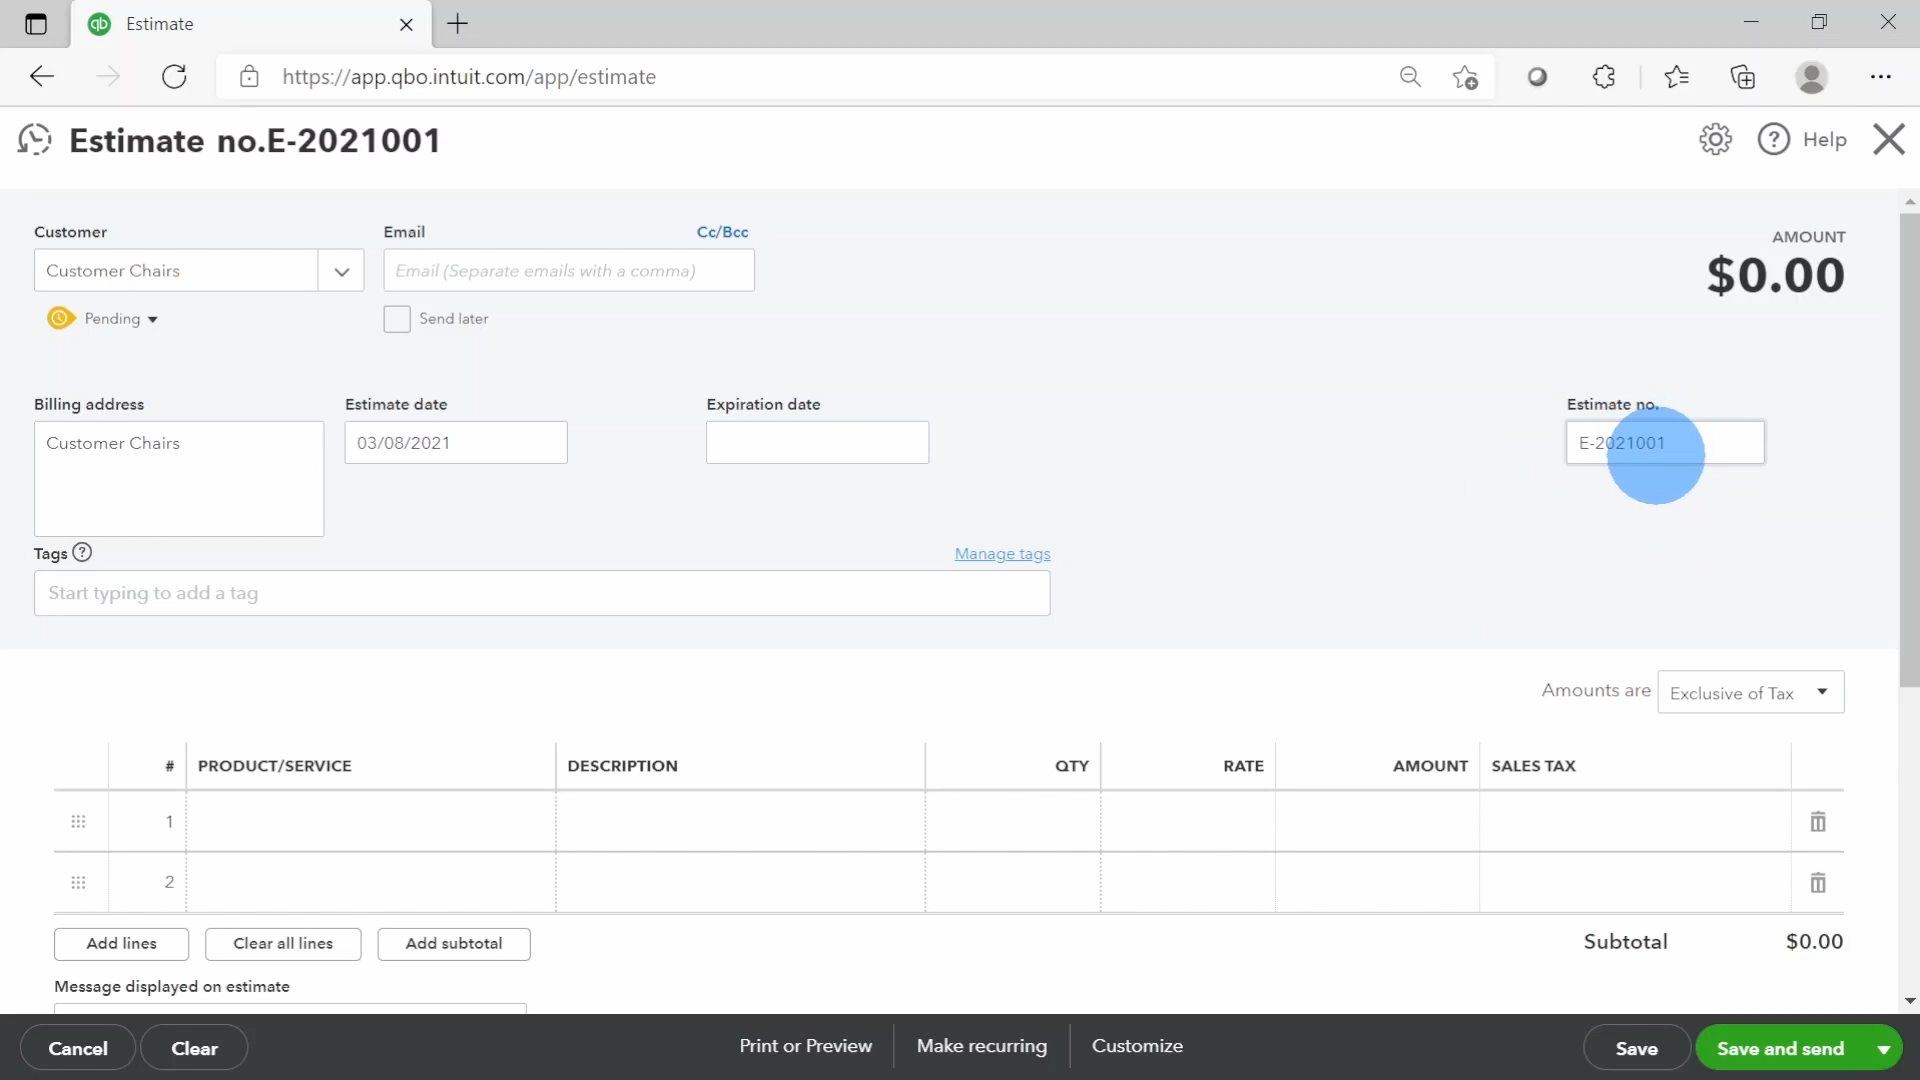 Estimate
https://app.qbo.intuit.com/app/estimate
Estimate no.E-2021001
Help
Customer
Email
Cc/Bcc
AMOUNT
Customer Chairs
Email (Separate emails with a comma)
$0.00
Pending
Send later
Billing address
Estimate date
Expiration date
Estimate no.
Customer Chairs
03/08/2021
E-2021001
Tags
Manage tags
Start typing to add a tag
Amounts are
Exclusive of Tax
# PRODUCT/SERVICE DESCRIPTION QTY RATE AMOUNT SALES TAX
1
2
Add lines
Clear all lines
Add subtotal
Subtotal $0.00
Message displayed on estimate
Cancel
Clear
Print or Preview
Make recurring
Customize
Save
Save and send